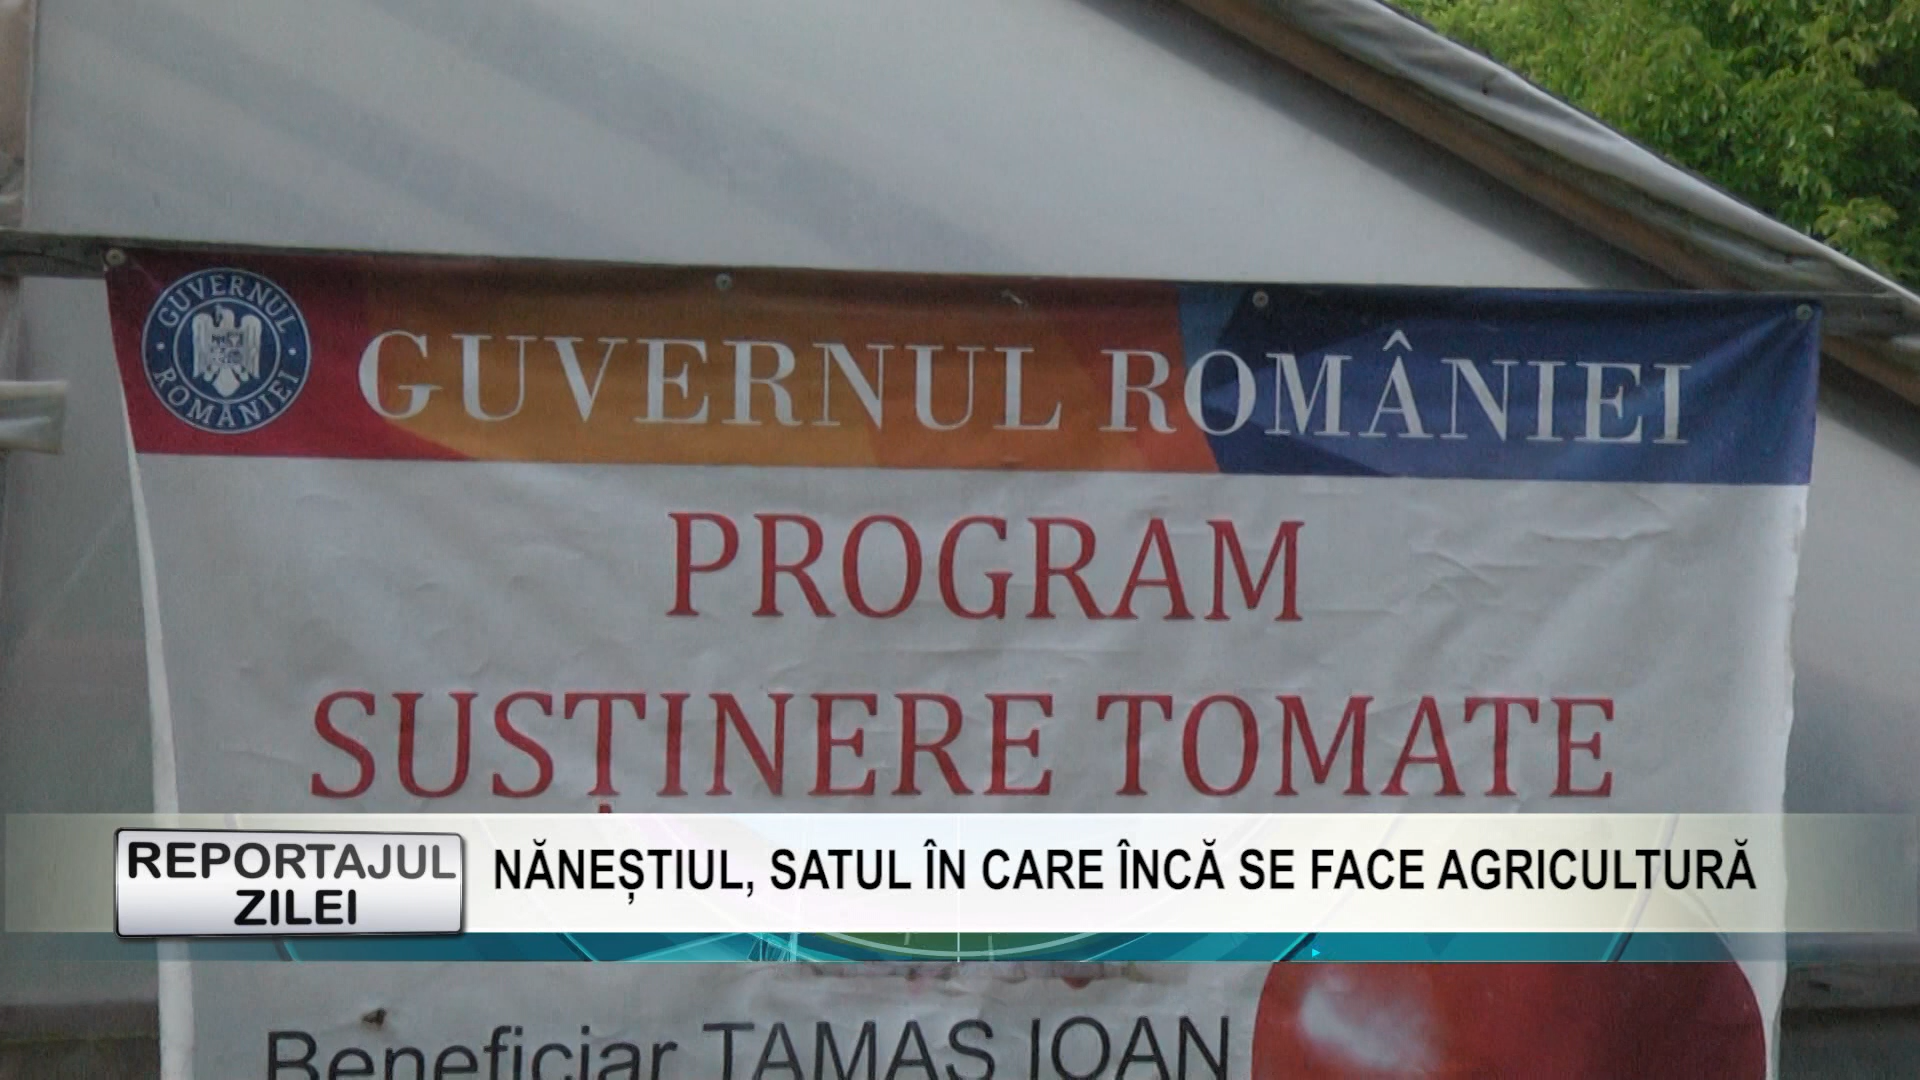 GUVERNUL ROMÂNIEI
GUVERNUL ROMÂNIEI
PROGRAM
SUSȚINERE TOMATE
REPORTAJUL
ZILEI
NĂNEȘTIUL, SATUL ÎN CARE ÎNCĂ SE FACE AGRICULTURĂ
Beneficiar TAMAS IOAN